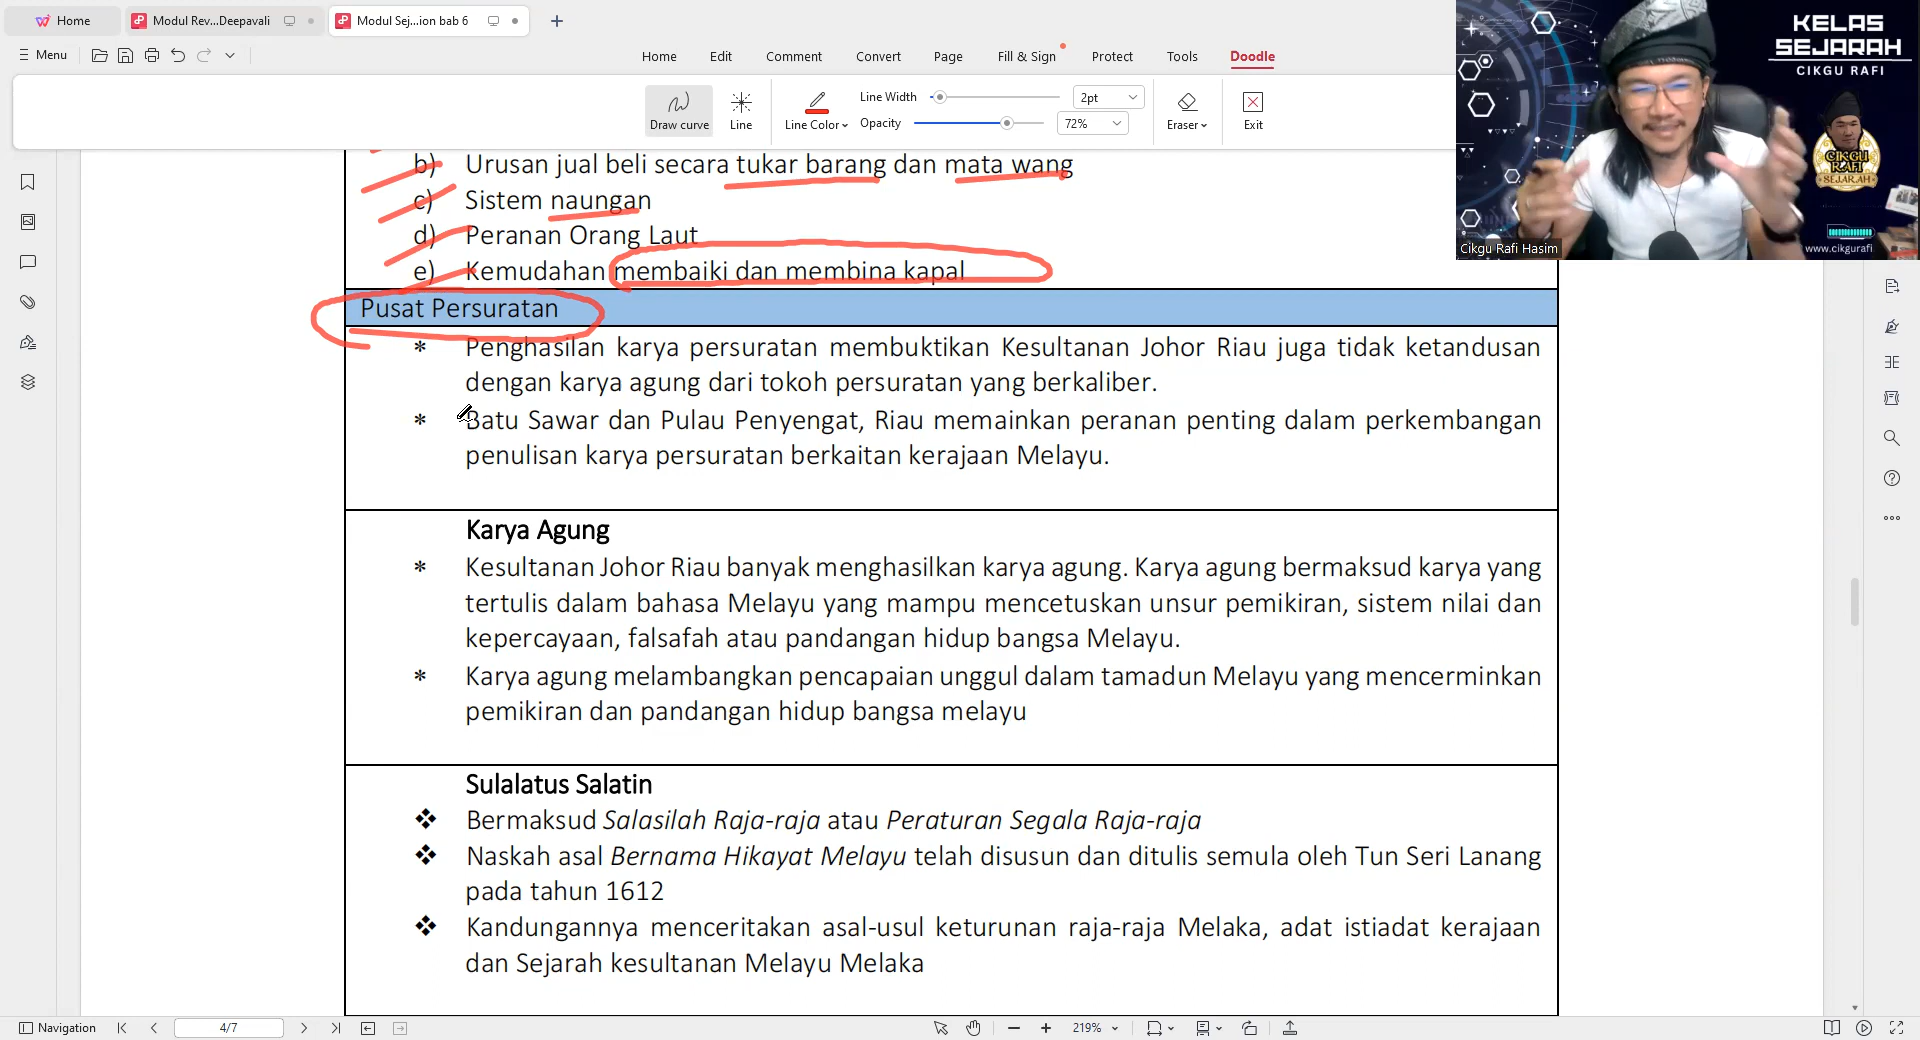 Home
Modul Rev...Deepavali
Modul Sej...ion bab 6
Menu
Home Edit Comment Convert Page Fill & Sign Protect Tools Doodle
Draw curve
Line
Line Color
Line Width
2pt
Opacity
72%
Eraser
Exit
KELAS
SEJARAH
CIKGU RAFI
CIKGU
RAFI
SEJARAH
www.cikgurafi
Cikgu Rafi Hasim
b) Urusan jual beli secara tukar barang dan mata wang
c) Sistem naungan
d) Peranan Orang Laut
e) Kemudahan membaiki dan membina kapal
Pusat Persuratan
* Penghasilan karya persuratan membuktikan Kesultanan Johor Riau juga tidak ketandusan
dengan karya agung dari tokoh persuratan yang berkaliber.
* Batu Sawar dan Pulau Penyengat, Riau memainkan peranan penting dalam perkembangan
penulisan karya persuratan berkaitan kerajaan Melayu.
Karya Agung
* Kesultanan Johor Riau banyak menghasilkan karya agung. Karya agung bermaksud karya yang
tertulis dalam bahasa Melayu yang mampu mencetuskan unsur pemikiran, sistem nilai dan
kepercayaan, falsafah atau pandangan hidup bangsa Melayu.
* Karya agung melambangkan pencapaian unggul dalam tamadun Melayu yang mencerminkan
pemikiran dan pandangan hidup bangsa melayu
Sulalatus Salatin
❖ Bermaksud Salasilah Raja-raja atau Peraturan Segala Raja-raja
❖ Naskah asal Bernama Hikayat Melayu telah disusun dan ditulis semula oleh Tun Seri Lanang
pada tahun 1612
❖ Kandungannya menceritakan asal-usul keturunan raja-raja Melaka, adat istiadat kerajaan
dan Sejarah kesultanan Melayu Melaka
Navigation
4/7
219%